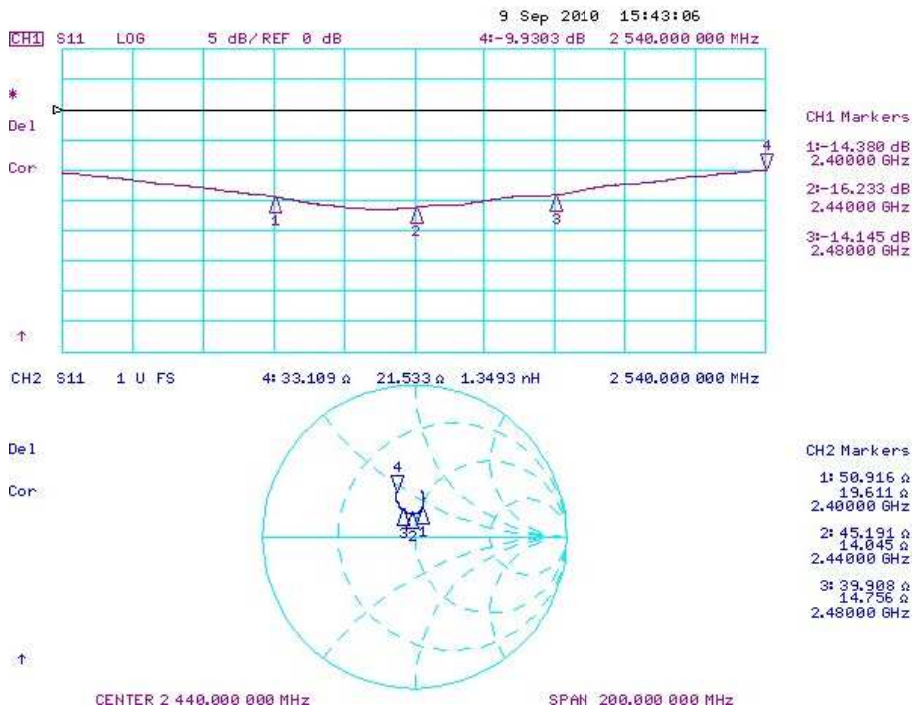 9 Sep 2010 15:43:06
CH1 S11 LOG 5 dB/ REF 0 dB 4:-9.9303 dB 2 540.000 000 MHz
*
Del
Cor
↑
CH1 Markers
1:-14.380 dB
2.40000 GHz
2:-16.233 dB
2.44000 GHz
3:-14.145 dB
2.48000 GHz
1
2
3
4
CH2 S11 1 U FS 4: 33.109 Ω 21.533 Ω 1.3493 nH 2 540.000 000 MHz
Del
Cor
↑
4
3
2
1
CH2 Markers
1: 50.916 Ω
19.611 Ω
2.40000 GHz
2: 45.191 Ω
14.045 Ω
2.44000 GHz
3: 39.908 Ω
14.756 Ω
2.48000 GHz
CENTER 2 440.000 000 MHz SPAN 200.000 000 MHz